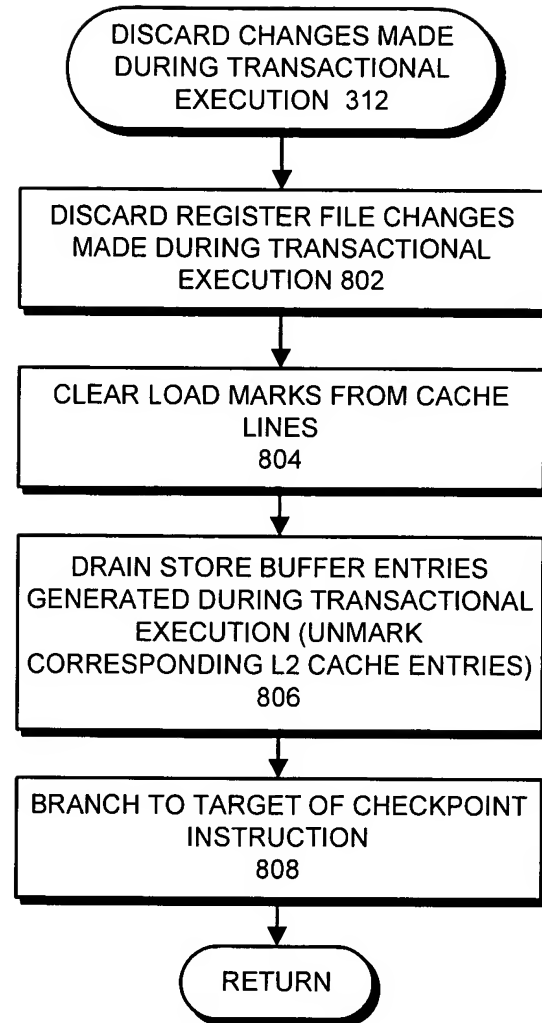 DISCARD CHANGES MADE
DURING TRANSACTIONAL
EXECUTION 312
DISCARD REGISTER FILE CHANGES
MADE DURING TRANSACTIONAL
EXECUTION 802
CLEAR LOAD MARKS FROM CACHE
LINES
804
DRAIN STORE BUFFER ENTRIES
GENERATED DURING TRANSACTIONAL
EXECUTION (UNMARK
CORRESPONDING L2 CACHE ENTRIES)
806
BRANCH TO TARGET OF CHECKPOINT
INSTRUCTION
808
RETURN